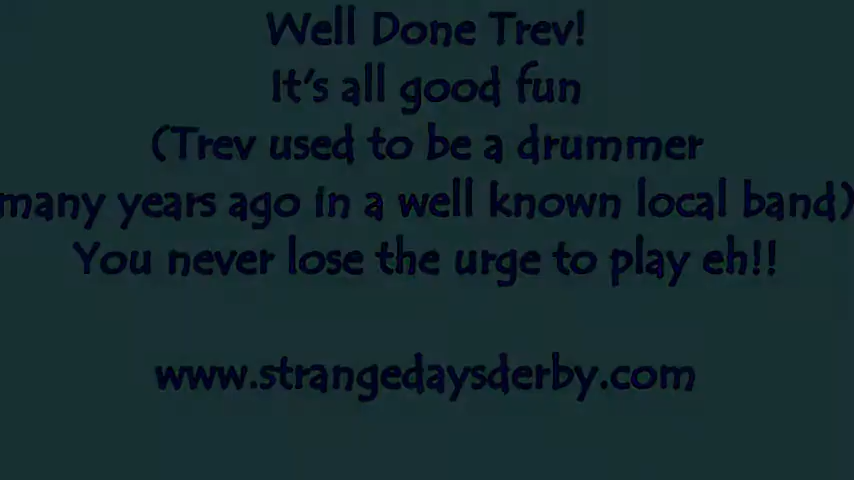 Well Done Trev!
It's all good fun
(Trev used to be a drummer
many years ago in a well known local band)
You never lose the urge to play eh!!
www.strangedaysderby.com